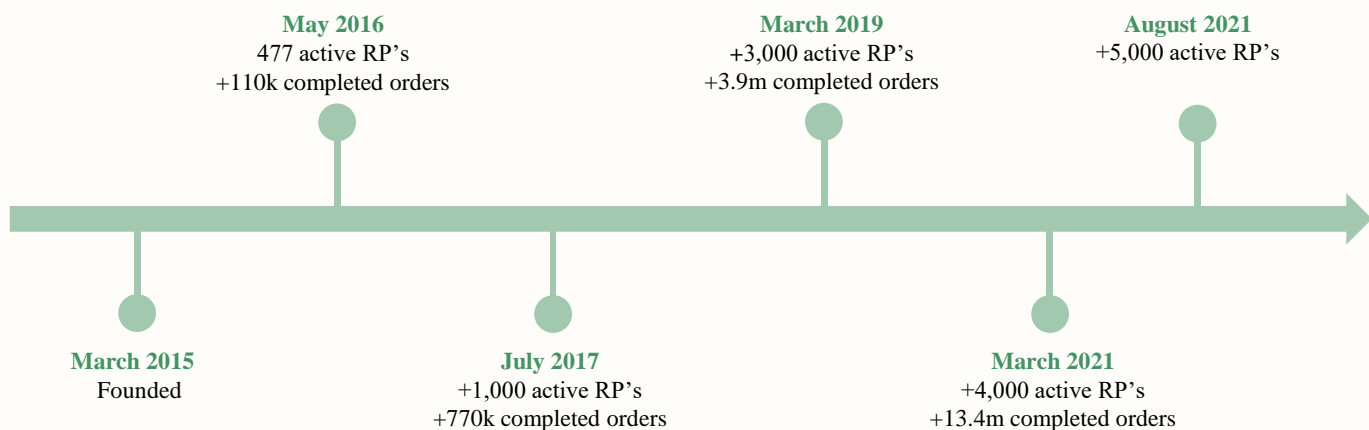 May 2016
477 active RP’s
+110k completed orders
March 2019
+3,000 active RP’s
+3.9m completed orders
August 2021
+5,000 active RP’s
March 2015
Founded
July 2017
+1,000 active RP’s
+770k completed orders
March 2021
+4,000 active RP’s
+13.4m completed orders